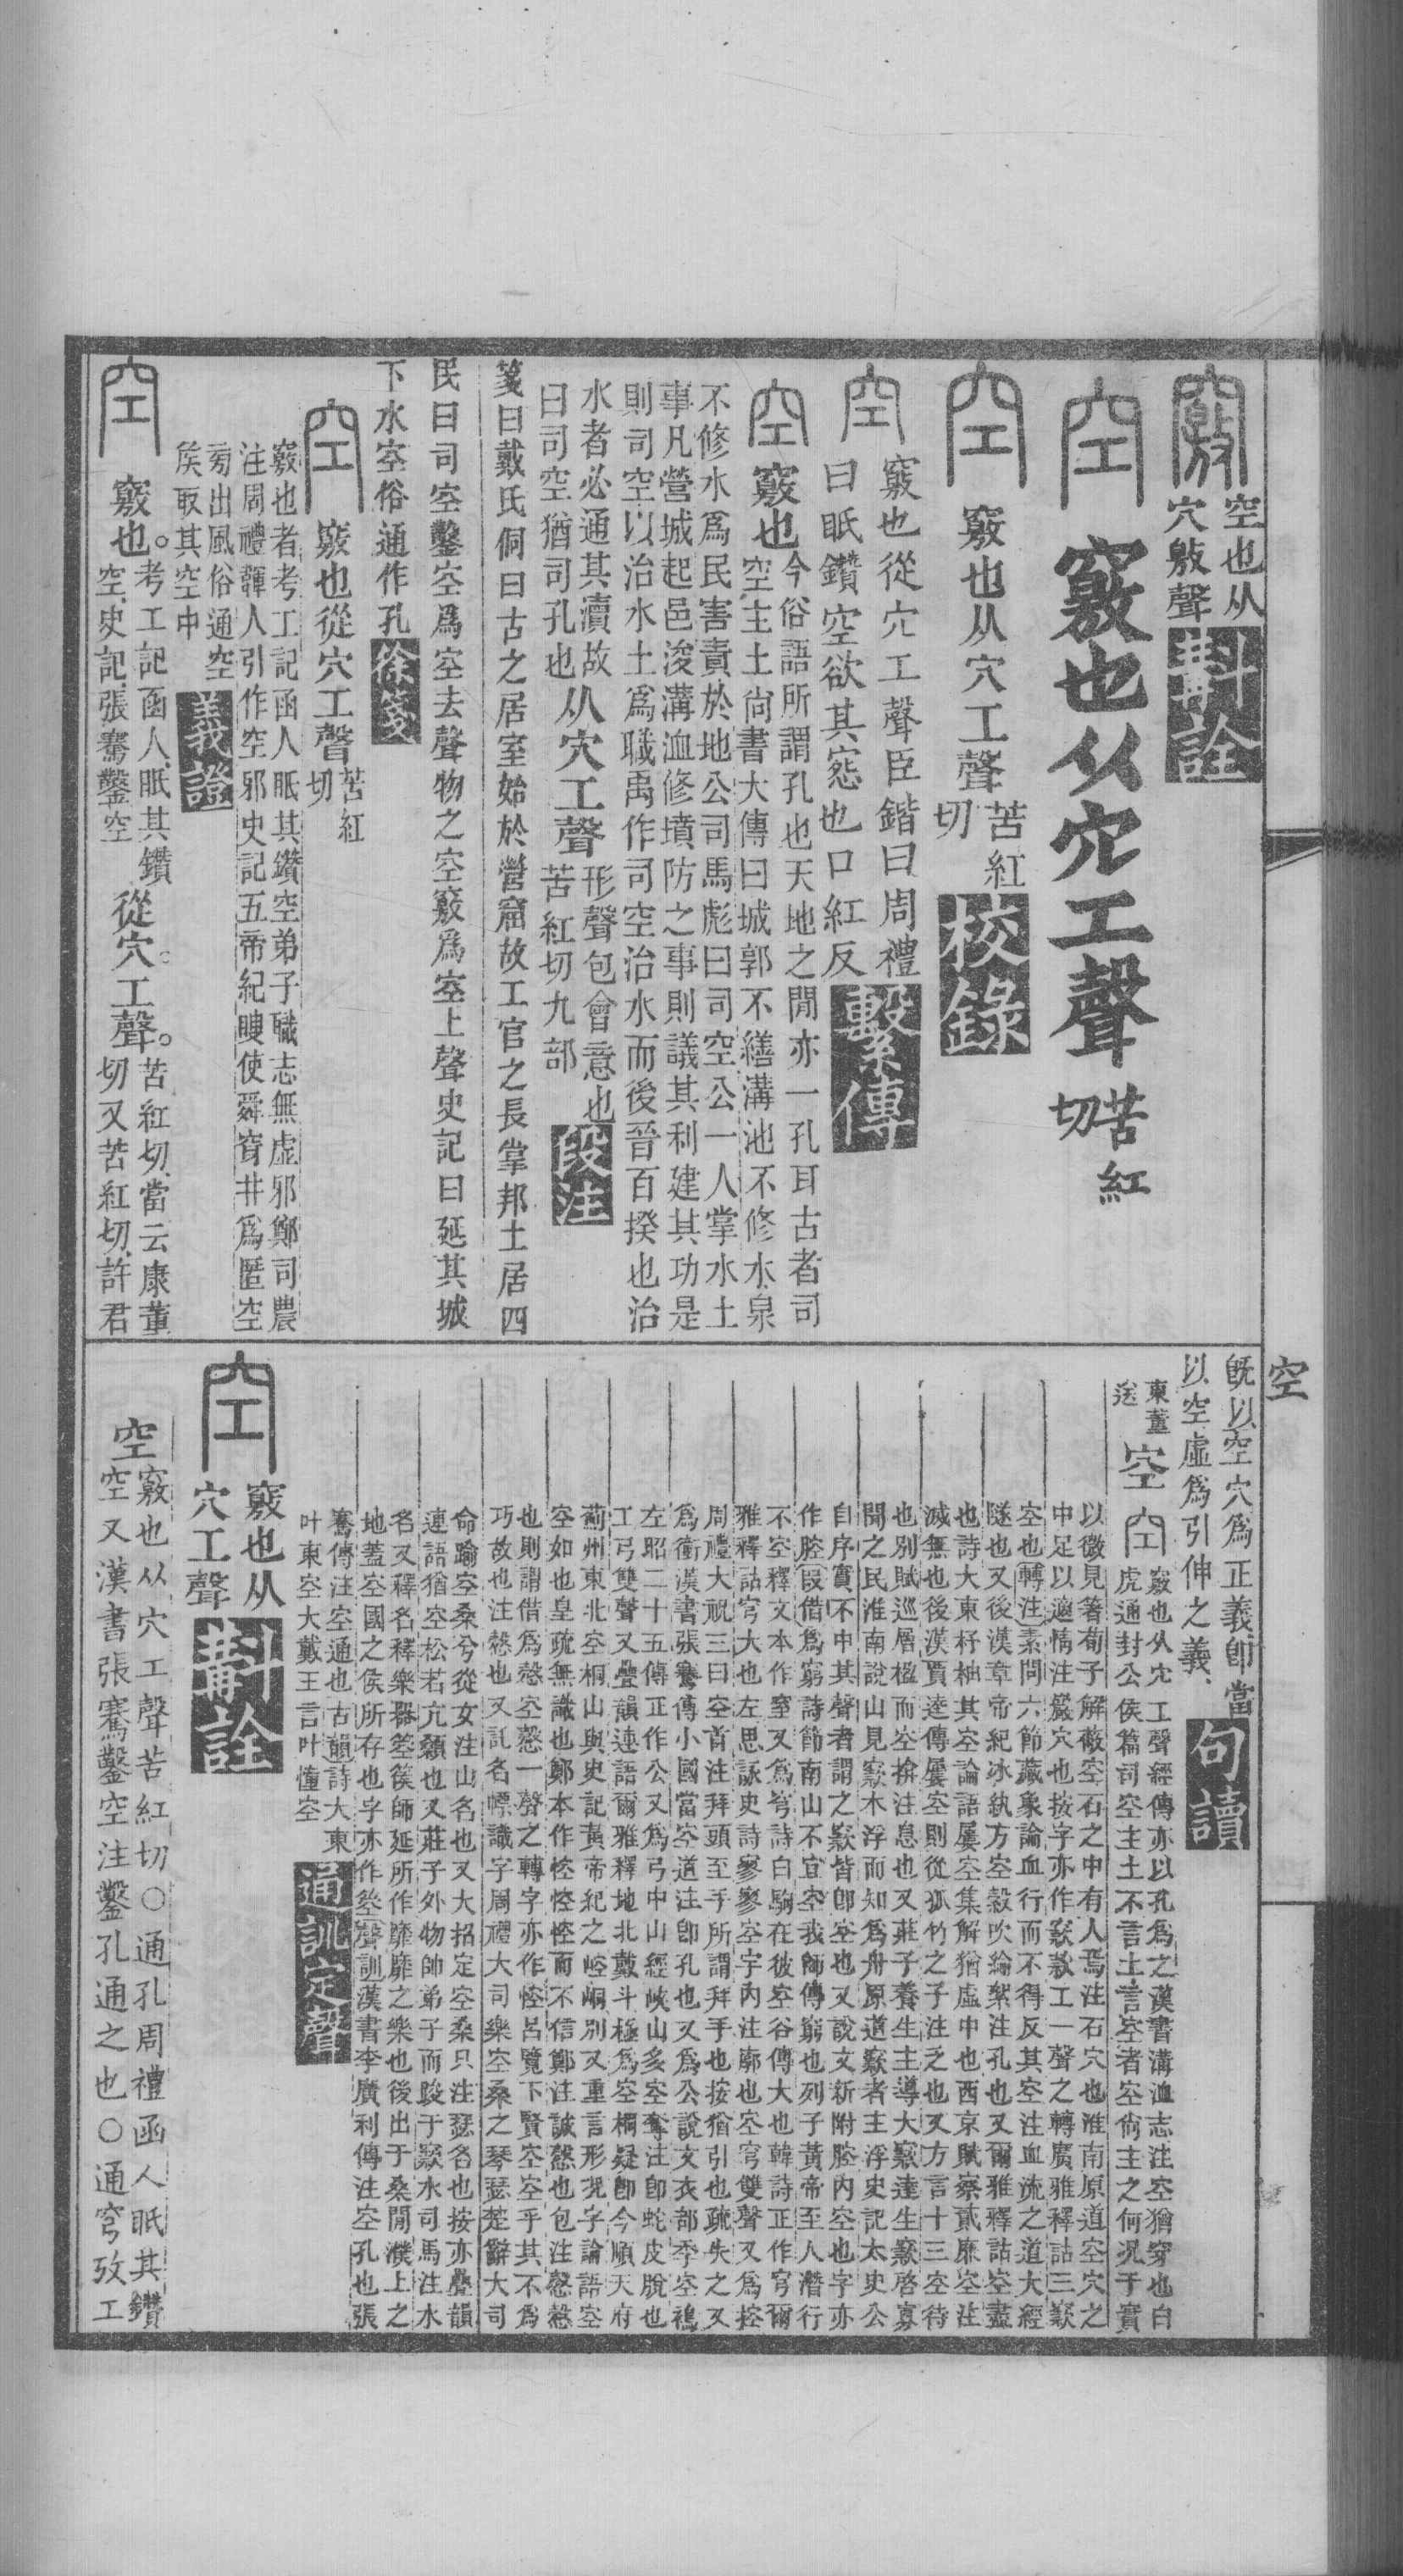 竅
空也从
穴敫聲
斠詮
空
竅也从穴工聲
苦紅
切
空
竅也从穴工聲
苦紅
切
校錄
空
竅也從穴工聲臣鍇曰周禮
曰眂鑽空欲其窓也口紅反
繫傳
空
竅也
今俗語所謂孔也天地之閒亦一孔耳古者司
空主土尙書大傳曰城郭不繕溝池不修水泉
不修水爲民害責於地公司馬彪曰司空公一人掌水土
事凡營城起邑浚溝洫修墳防之事則議其利建其功是
則司空以治水土爲職禹作司空治水而後晉百揆也治
水者必通其瀆故
曰司空猶司孔也
从穴工聲
形聲包會意也
苦紅切九部
段注
箋曰戴氏侗曰古之居室始於營窟故工官之長掌邦土居四
民曰司空鑿空爲空去聲物之空竅爲空上聲史記曰延其城
下水空俗通作孔
徐箋
空
竅也從穴工聲
苦紅
切
竅也者考工記函人眂其鑽空弟子職志無虛邪鄭司農
注周禮韗人引作空邪史記五帝紀瞍使舜穿井爲匿空
㫄出風俗通空
矦取其空中
義證
空
竅也。
考工記函人、眂其鑽
空、史記、張騫鑿空
從穴。工聲。
苦紅切、當云康董
切又苦紅切、許君
空
旣以空穴爲正義、卽當
以空虛爲引伸之義、
句讀
東董
送
空
空
竅也从穴工聲經傳亦以孔爲之漢書溝洫志注空猶穿也白
虎通封公侯篇司空主土不言土言空者空尙主之何況于實
以微見著荀子解蔽空石之中有人焉注石穴也淮南原道空穴之
中足以適情注巖穴也按字亦作窾款工一聲之轉廣雅釋詁三窾
空也轉注素問六節藏象論血行而不得反其空注血流之道大經
隧也又後漢章帝紀冰紈方空縠吹綸絮注孔也又爾雅釋詁空盡
也詩大東杼柚其空論語屢空集解猶虛中也西京賦察貳廉空注
滅無也後漢賈逵傳屢空則從孤竹之子注乏也又方言十三空待
也別賦巡層楹而空揜注息也又莊子養生主導大窾達生窾啓寡
聞之民淮南說山見窾木浮而知爲舟原道窾者主浮史記太史公
自序實不中其聲者謂之窾皆卽空也又說文新附腔內空也字亦
作腔叚借爲窮詩節南山不宜空我師傳窮也列子黃帝至人潛行
不空釋文本作窒又爲穹詩白駒在彼空谷傳大也韓詩正作穹爾
雅釋詁穹大也左思詠史詩寥寥空宇內注廓也空穹雙聲又爲控
周禮大祝三曰空首注拜頭至手所謂拜手也按猶引也疏失之又
爲衝漢書張騫傳小國當空道注卽孔也又爲公說文衣部季空䙝
左昭二十五傳正作公又爲弓中山經峽山多空奪注卽蛇皮脫也
工弓雙聲又疊韻連語爾雅釋地北戴斗極爲空桐疑卽今順天府
薊州東北空桐山與史記黃帝紀之崆峒別又重言形況字論語空
空如也皇疏無識也鄭本作悾悾悾而不信鄭注誠慤也包注慤慤
也則謂借爲慤空慤一聲之轉字亦作悾呂覽下賢空空乎其不爲
巧故也注慤也又託名幖識字周禮大司樂空桑之琴瑟楚辭大司
命踰空桑兮從女注山名也又大招定空桑只注瑟名也按亦疊韻
連語猶空松若亢顙也又莊子外物帥弟子而踆于窾水司馬注水
名又釋名釋樂器箜篌師延所作靡靡之樂也後出于桑閒濮上之
地蓋空國之侯所存也字亦作箜聲訓漢書李廣利傳注空孔也張
騫傳注空通也古韻詩大東
叶東空大戴王言叶憧空
通訓定聲
空
竅也从
穴工聲
斠詮
空
竅也从穴工聲苦紅切○通孔周禮函人眂其鑽
空又漢書張騫鑿空注鑿孔通之也○通穹攷工